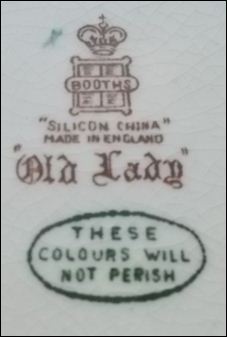 BOOTHS
"SILICON CHINA"
MADE IN ENGLAND
"Old Lady"
THESE
COLOURS WILL
NOT PERISH